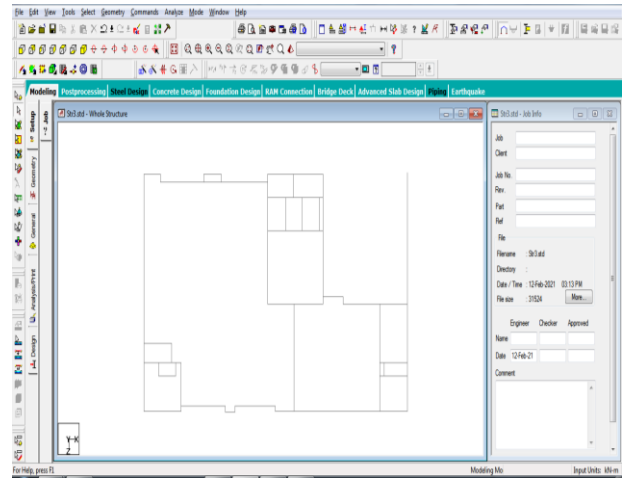 File Edit View Tools Select Geometry Commands Analyze Mode Window Help
Modeling Postprocessing Steel Design Concrete Design Foundation Design RAM Connection Bridge Deck Advanced Slab Design Piping Earthquake
Setup
Geometry
General
Analysis/Print
Design
Job
Str3.std - Whole Structure
Y X
Z
Str3.std - Job Info
Job
Client
Job No.
Rev.
Part
Ref
File
Filename : Str3.std
Directory :
Date / Time : 12-Feb-2021 03:13 PM
File size : 31524 More...
Engineer Checker Approved
Name
Date 12-Feb-21
Comment
For Help, press F1 Modeling Mo Input Units: kN-m